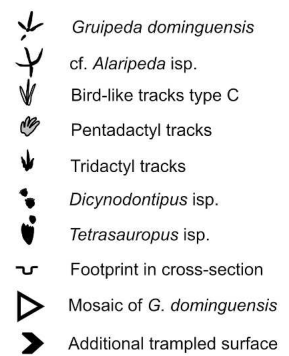 Gruipeda dominguensis
cf. Alaripeda isp.
Bird-like tracks type C
Pentadactyl tracks
Tridactyl tracks
Dicynodontipus isp.
Tetrasauropus isp.
Footprint in cross-section
Mosaic of G. dominguensis
Additional trampled surface